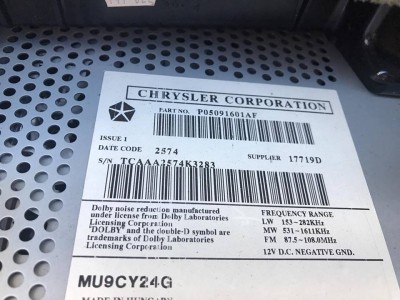 CHRYSLER CORPORATION
PART NO. P05091601AF
ISSUE 1
DATE CODE 2574
SUPPLIER 17719D
S/N TCAAA2574K3283
Dolby noise reduction manufactured
under license from Dolby Laboratories
Licensing Corporation
"DOLBY" and the double-D symbol are
trademarks of Dolby Laboratories
Licensing Corporation.
FREQUENCY RANGE
LW 153~282KHz
MW 531~1611KHz
FM 87.5~108.0MHz
12V D.C. NEGATIVE GND.
MU9CY24G
MADE IN HUNGARY